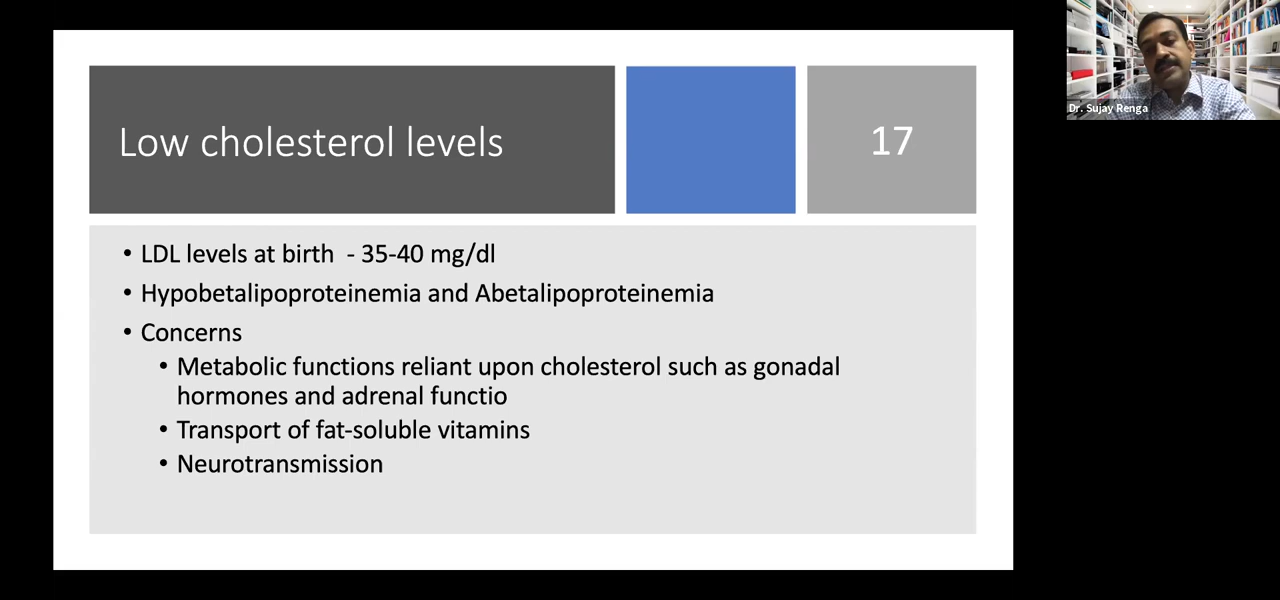 Low cholesterol levels
17
• LDL levels at birth - 35-40 mg/dl
• Hypobetalipoproteinemia and Abetalipoproteinemia
• Concerns
• Metabolic functions reliant upon cholesterol such as gonadal
hormones and adrenal functio
• Transport of fat-soluble vitamins
• Neurotransmission
Dr. Sujay Renga